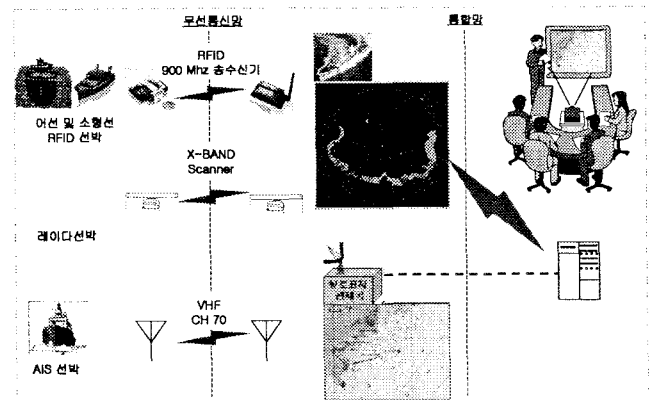 무선통신망
통합망
RFID
900 Mhz 송수신기
어선 및 소형선
RFID 선박
X-BAND
Scanner
레이다선박
VHF
CH 70
AIS 선박